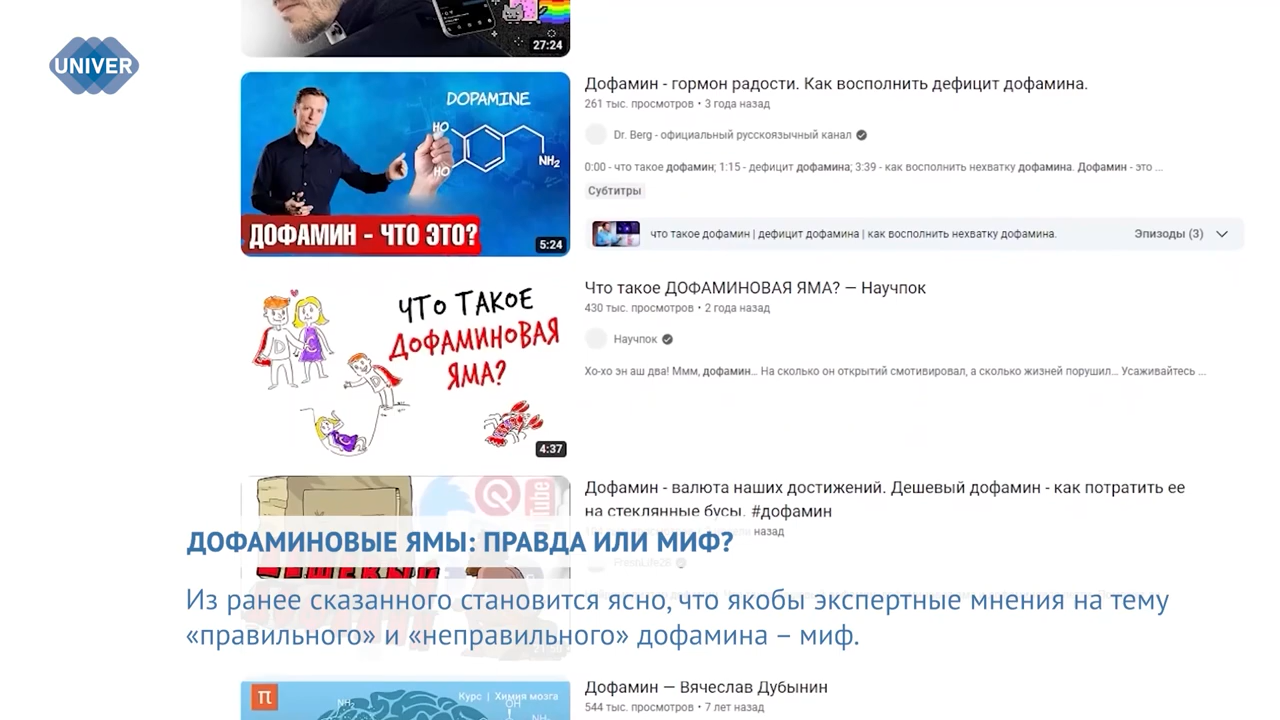 UNIVER
27:24
DOPAMINE
HO
HO
NH2
ДОФАМИН - ЧТО ЭТО?
5:24
Дофамин - гормон радости. Как восполнить дефицит дофамина.
261 тыс. просмотров • 3 года назад
Dr. Berg - официальный русскоязычный канал
0:00 - что такое дофамин; 1:15 - дефицит дофамина; 3:39 - как восполнить нехватку дофамина. Дофамин - это ...
Субтитры
что такое дофамин | дефицит дофамина | как восполнить нехватку дофамина.
Эпизоды (3)
ЧТО ТАКОЕ
ДОФАМИНОВАЯ
ЯМА?
D
C
D
C
4:37
Что такое ДОФАМИНОВАЯ ЯМА? — Научпок
430 тыс. просмотров • 2 года назад
Научпок
Хо-хо эн аш два! Ммм, дофамин... На сколько он открытий смотивировал, а сколько жизней порушил... Усаживайтесь ...
Дофамин - валюта наших достижений. Дешевый дофамин - как потратить ее
на стеклянные бусы. #дофамин
назад
ДОФАМИНОВЫЕ ЯМЫ: ПРАВДА ИЛИ МИФ?
Из ранее сказанного становится ясно, что якобы экспертные мнения на тему
«правильного» и «неправильного» дофамина – миф.
π
Курс | Химия мозга
NH2
OH
NH2
Дофамин — Вячеслав Дубынин
544 тыс. просмотров • 7 лет назад